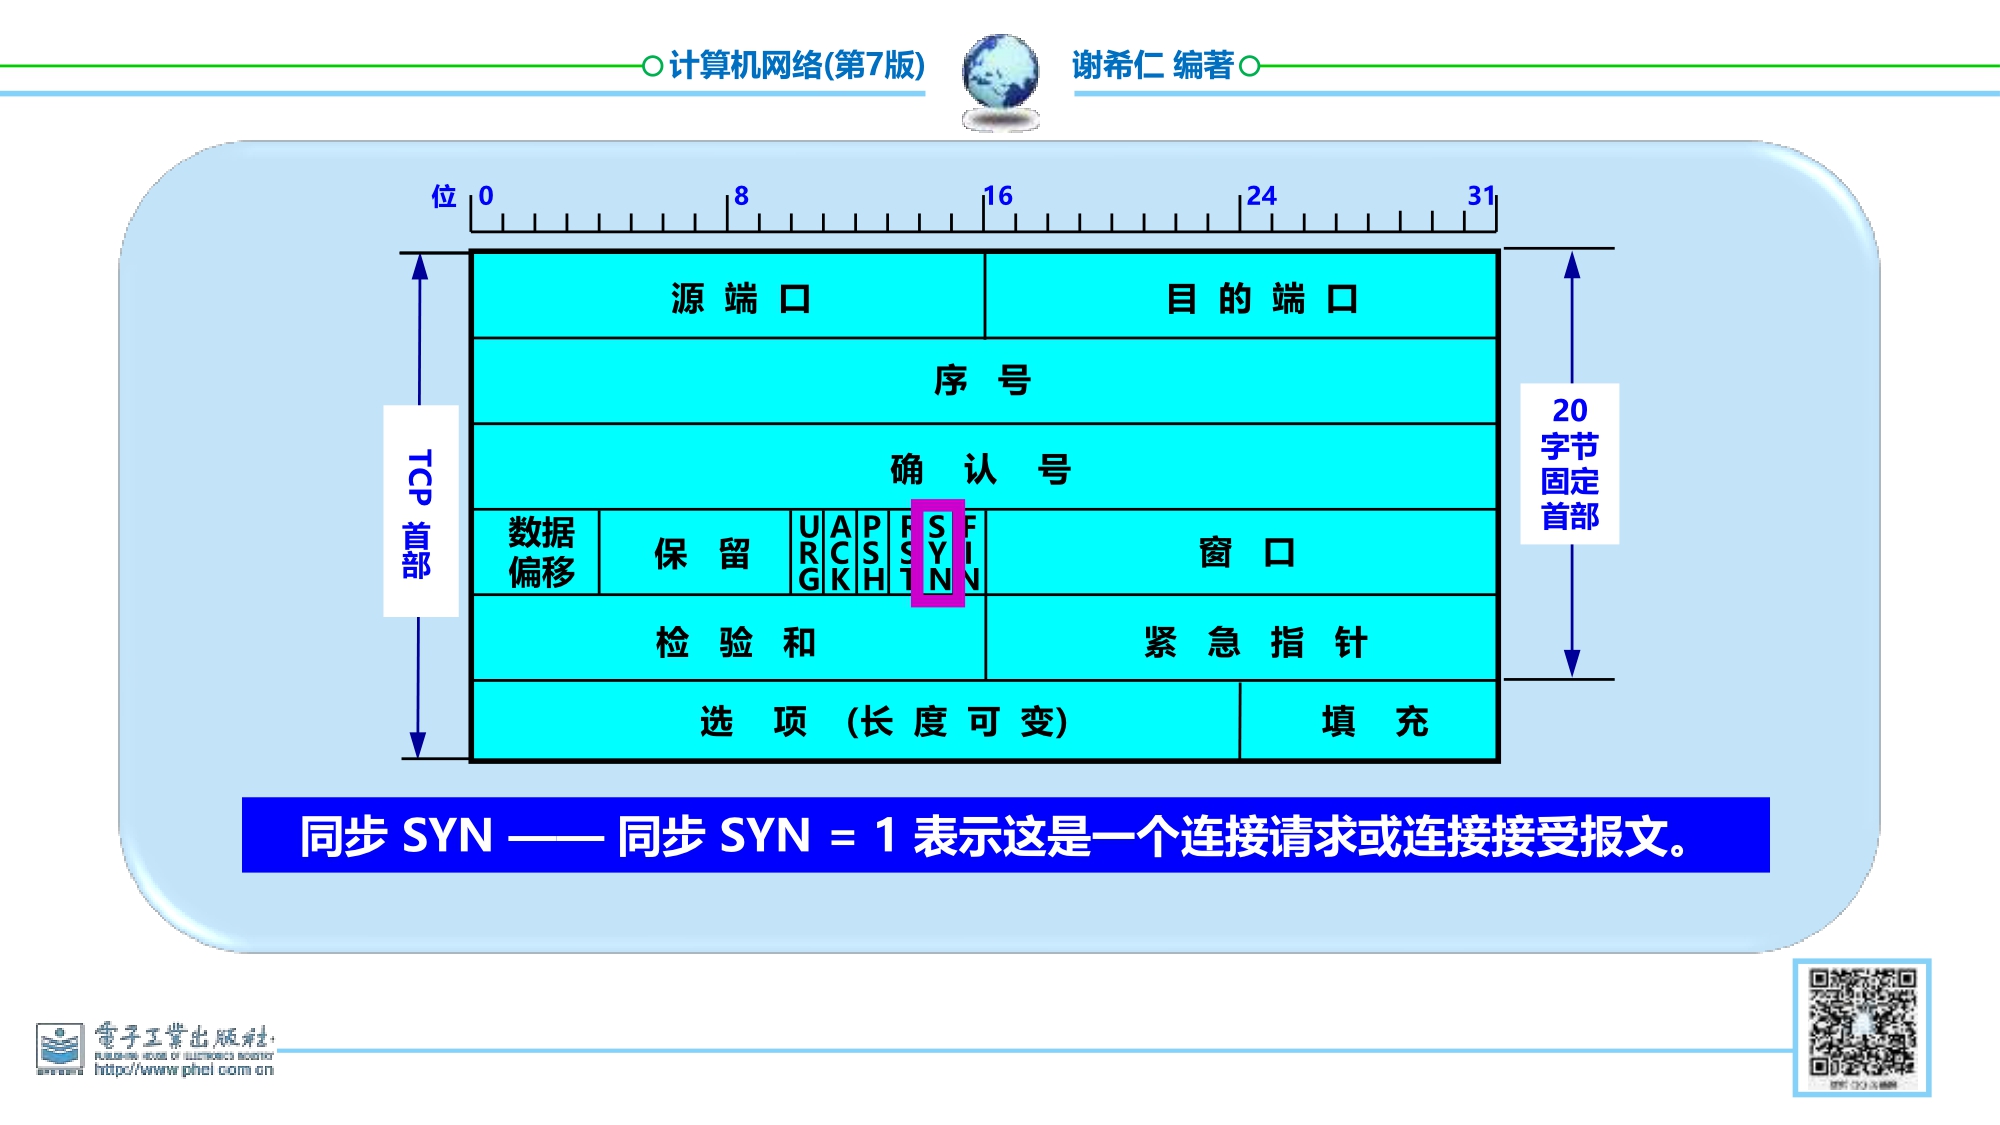 计算机网络(第7版)
谢希仁 编著
位 0 8 16 24 31
源端口 目的端口
序号
确认号
数据偏移 保留 URG ACK PSH RST SYN FIN 窗口
检验和 紧急指针
选项 (长度可变) 填充
TCP 首部
20
字节
固定
首部
同步 SYN —— 同步 SYN = 1 表示这是一个连接请求或连接接受报文。
電子工業出版社
PUBLISHING HOUSE OF ELECTRONICS INDUSTRY
http://www.phei.com.cn